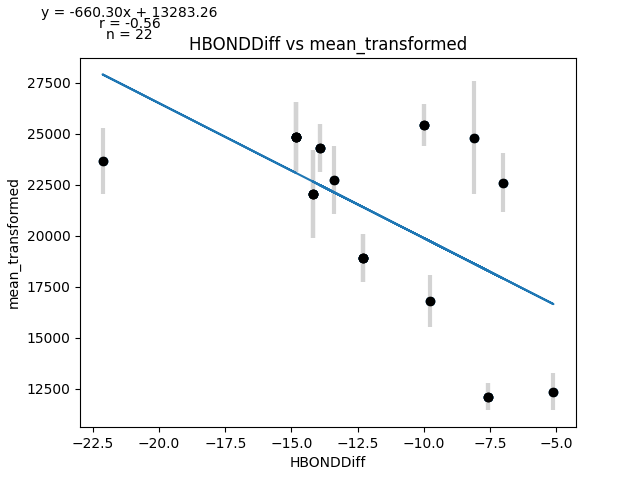 y = -660.30x + 13283.26
r = -0.56
n = 22
HBONDDiff vs mean_transformed
mean_transformed
27500
25000
22500
20000
17500
15000
12500
−22.5 −20.0 −17.5 −15.0 −12.5 −10.0 −7.5 −5.0
HBONDDiff